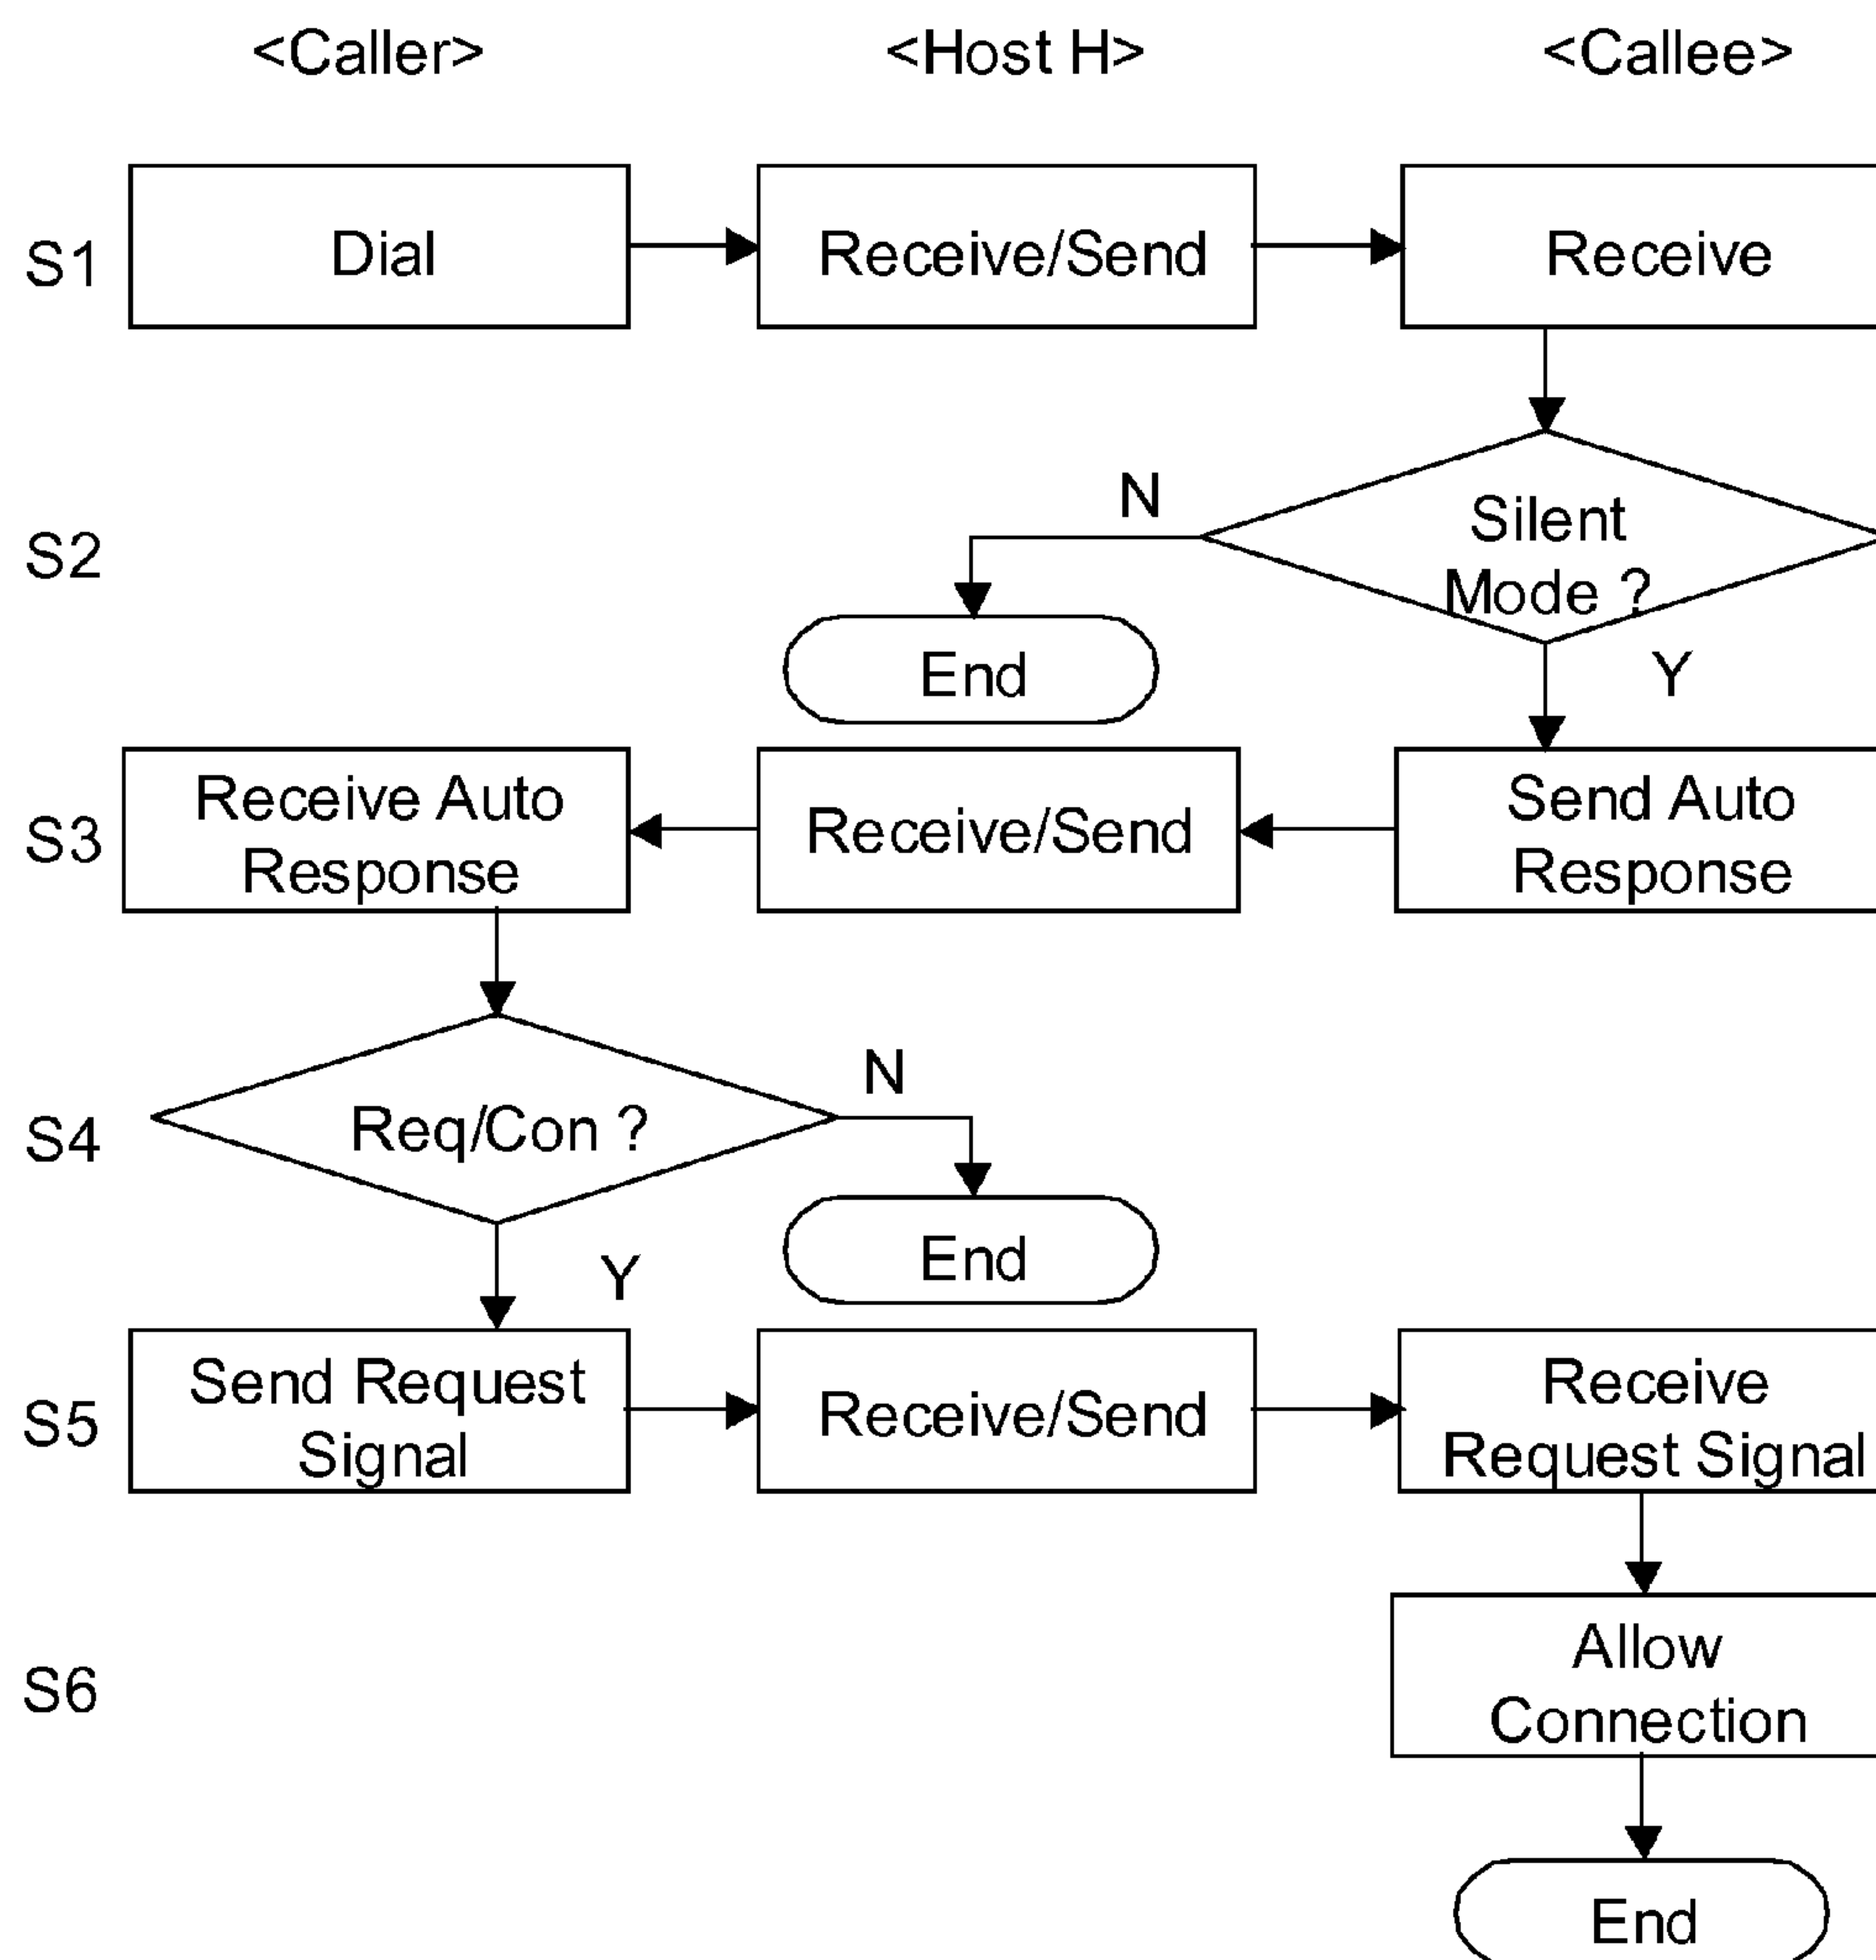 <Caller>
<Host H>
<Callee>
S1
Dial
Receive/Send
Receive
S2
N
Silent
Mode ?
End
Y
S3
Receive Auto
Response
Receive/Send
Send Auto
Response
S4
Req/Con ?
N
End
Y
S5
Send Request
Signal
Receive/Send
Receive
Request Signal
S6
Allow
Connection
End